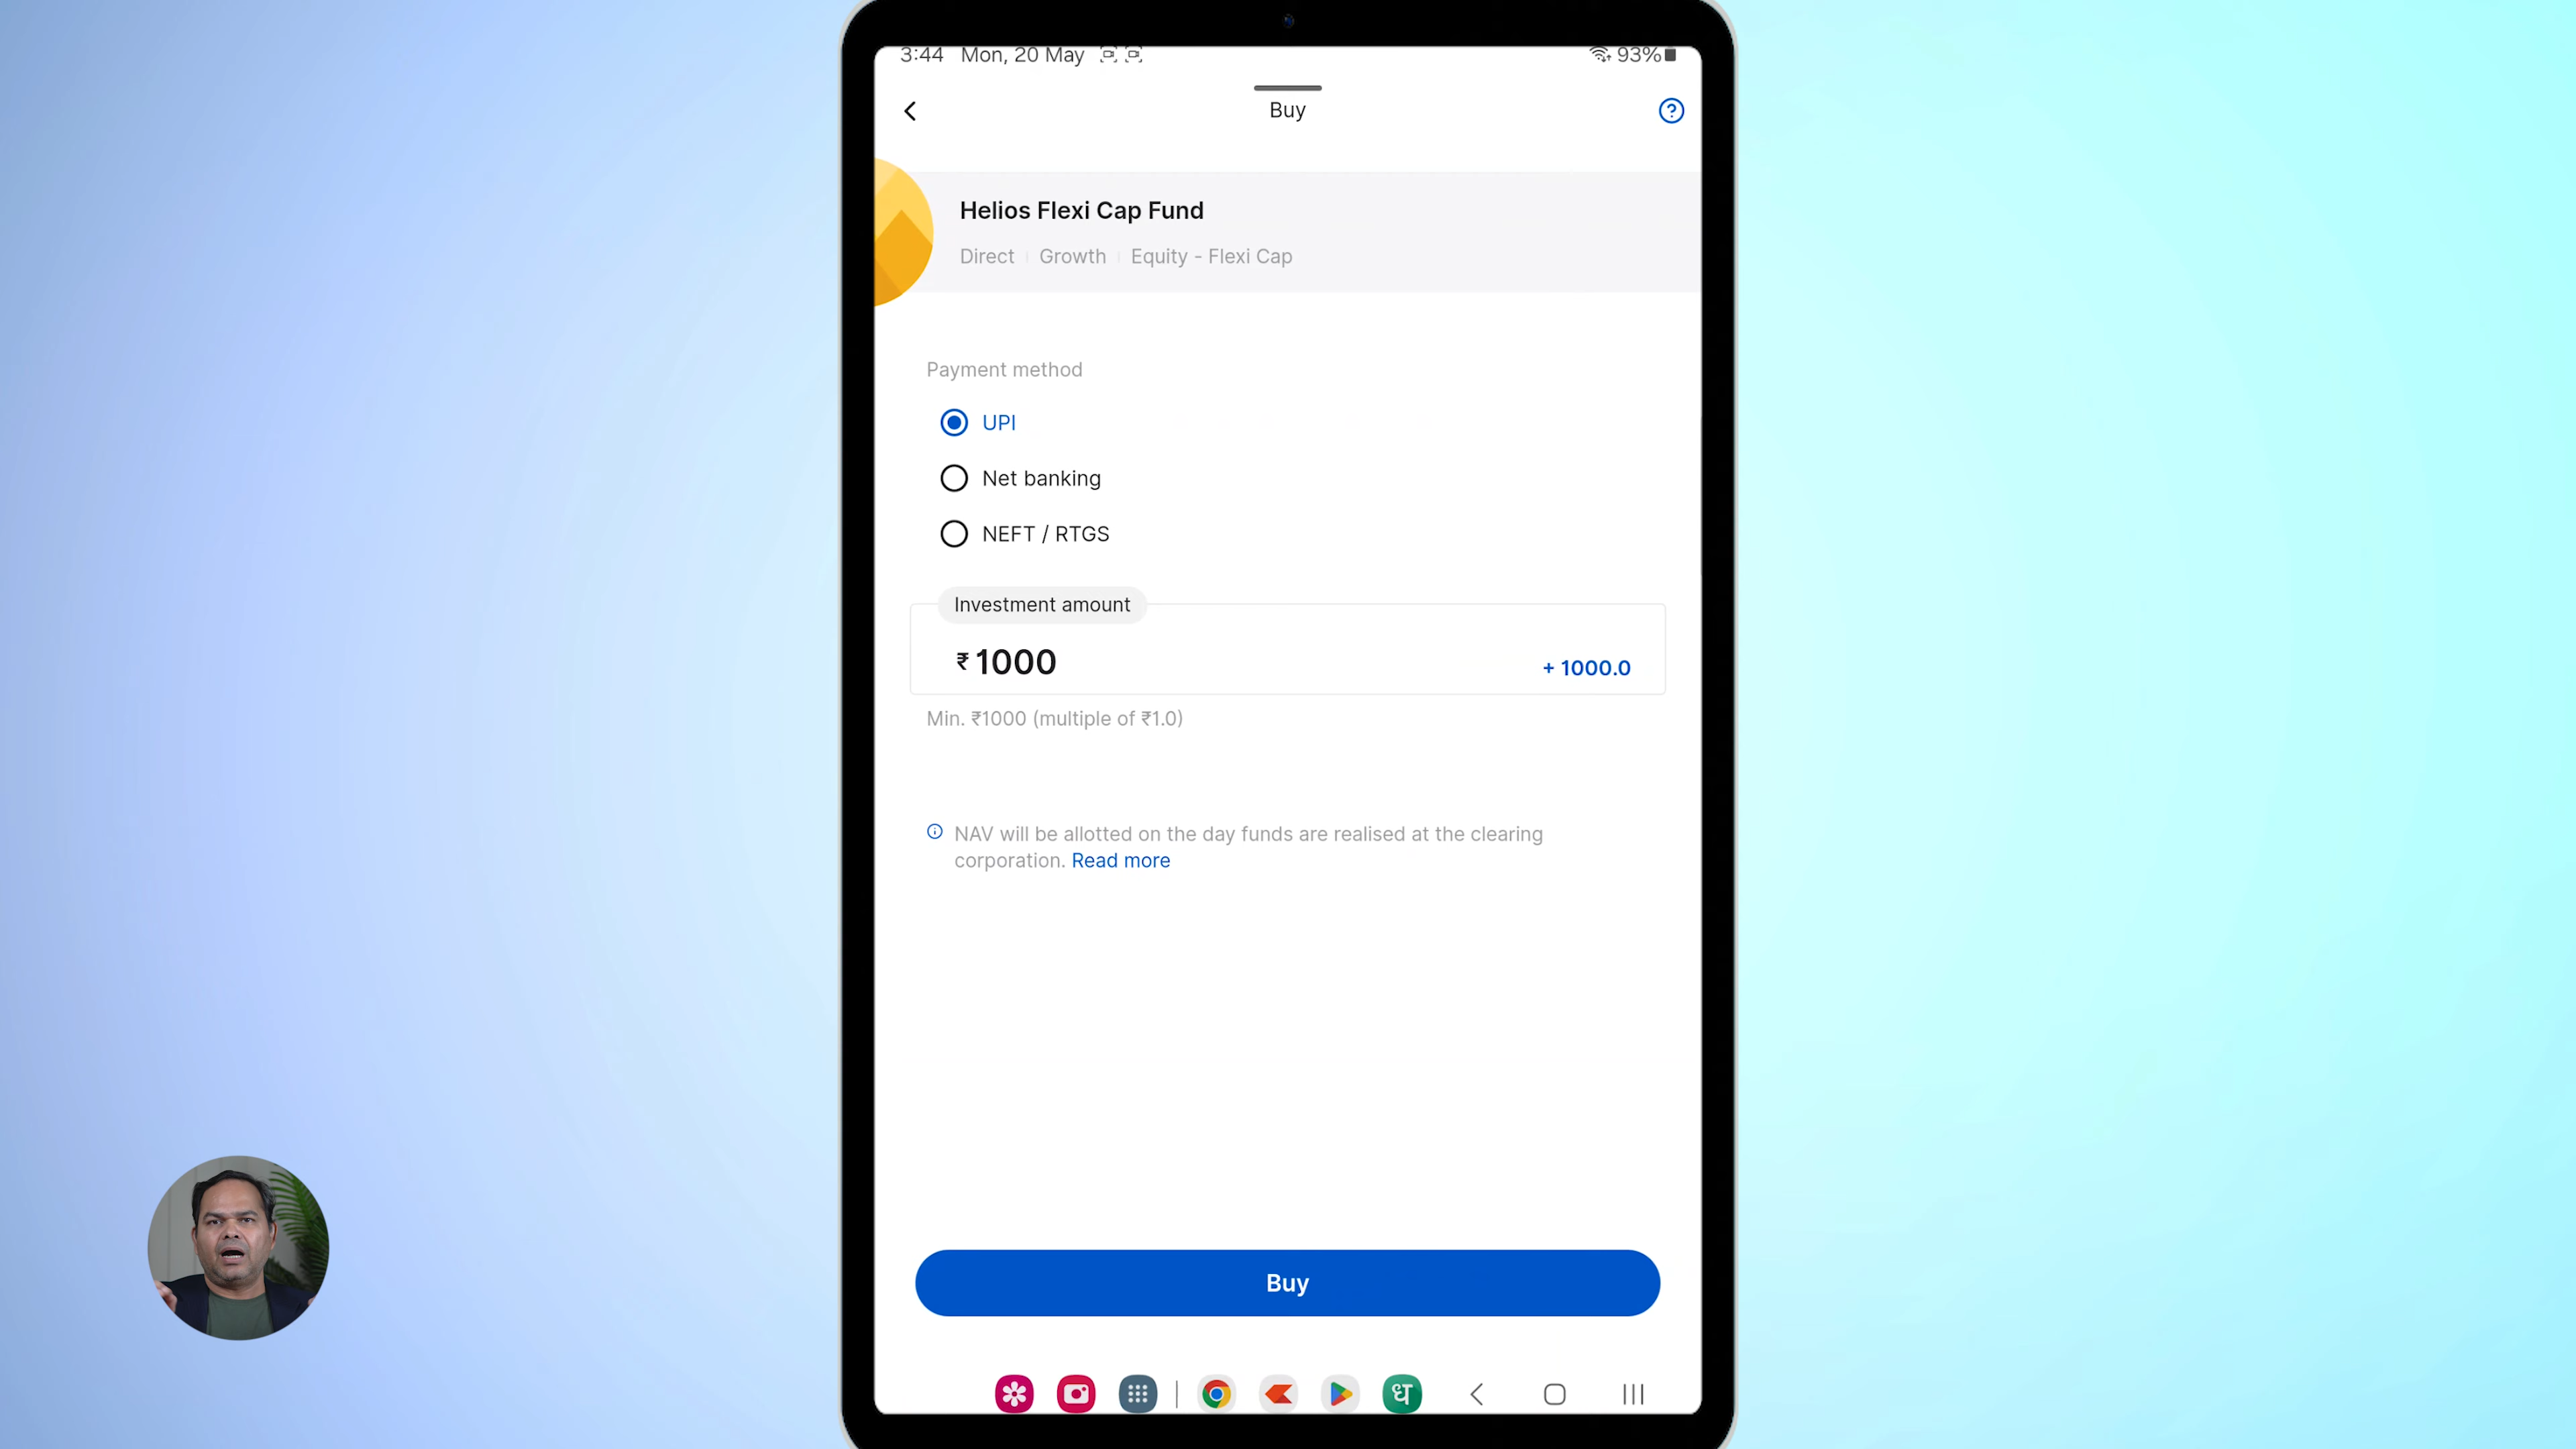 3:44 Mon, 20 May 93%
Buy
Helios Flexi Cap Fund
Direct Growth Equity - Flexi Cap
Payment method
UPI
Net banking
NEFT / RTGS
Investment amount
₹ 1000 + 1000.0
Min. ₹1000 (multiple of ₹1.0)
NAV will be allotted on the day funds are realised at the clearing
corporation. Read more
Buy
ध